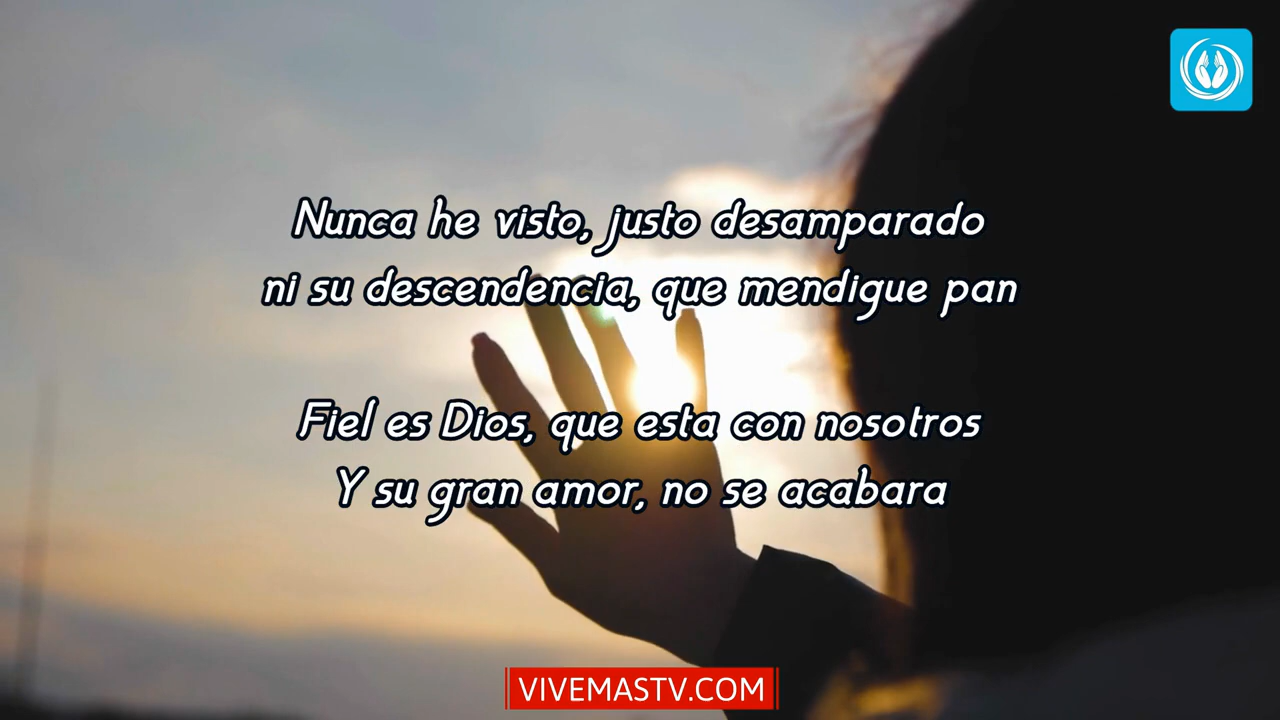 Nunca he visto, justo desamparado
ni su descendencia, que mendigue pan
Fiel es Dios, que esta con nosotros
Y su gran amor, no se acabara
VIVEMASTV.COM